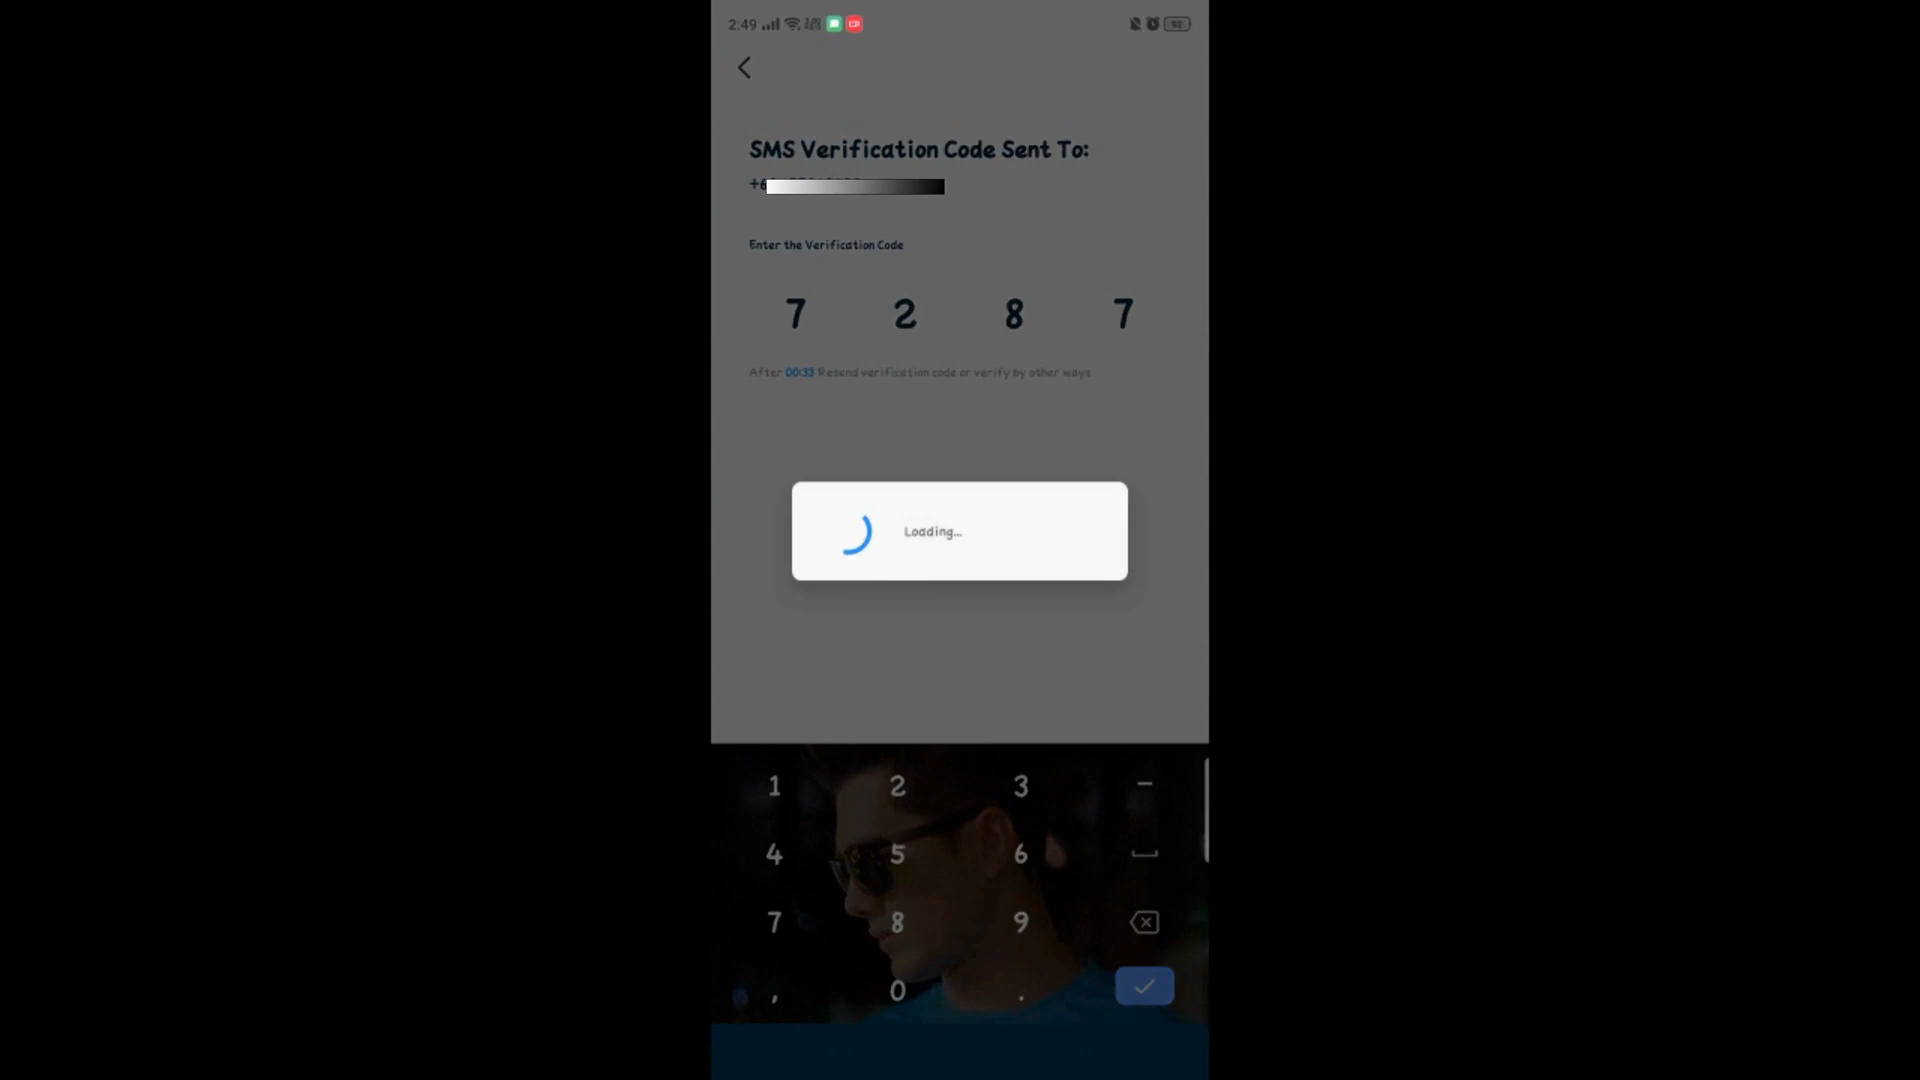 2:49
SMS Verification Code Sent To:
+6
Enter the Verification Code
7 2 8 7
After 00:33 Resend verification code or verify by other ways
Loading...
1 2 3 -
4 5 6
7 8 9
, 0 .